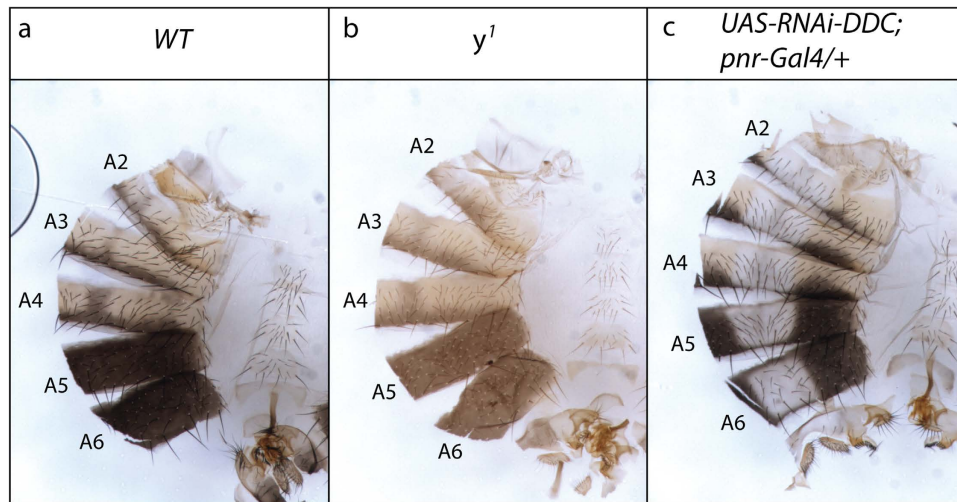 a
WT
b
y¹
c
UAS-RNAi-DDC;
pnr-Gal4/+
A2
A3
A4
A5
A6
A2
A3
A4
A5
A6
A2
A3
A4
A5
A6